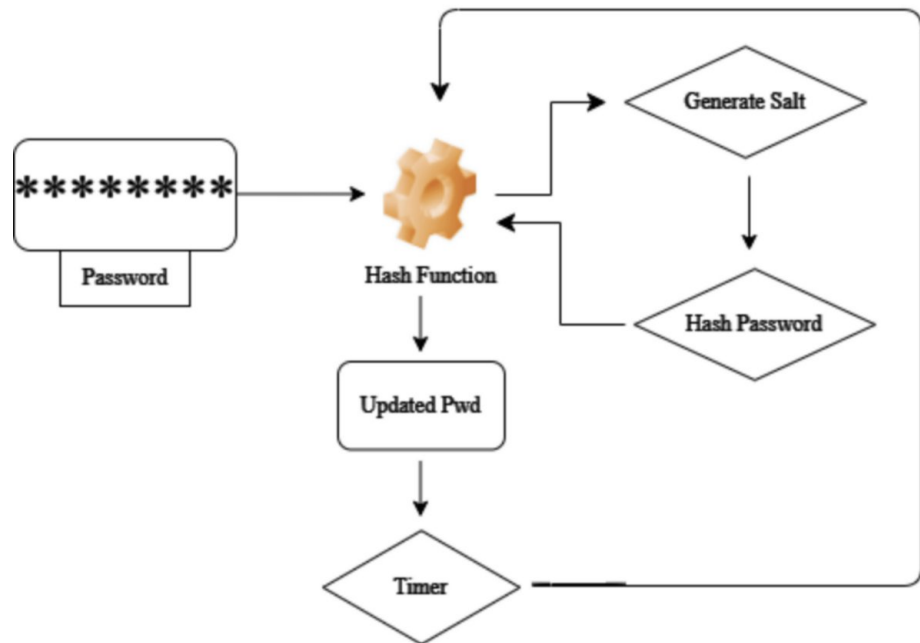 Generate Salt
********
Password
Hash Function
Hash Password
Updated Pwd
Timer